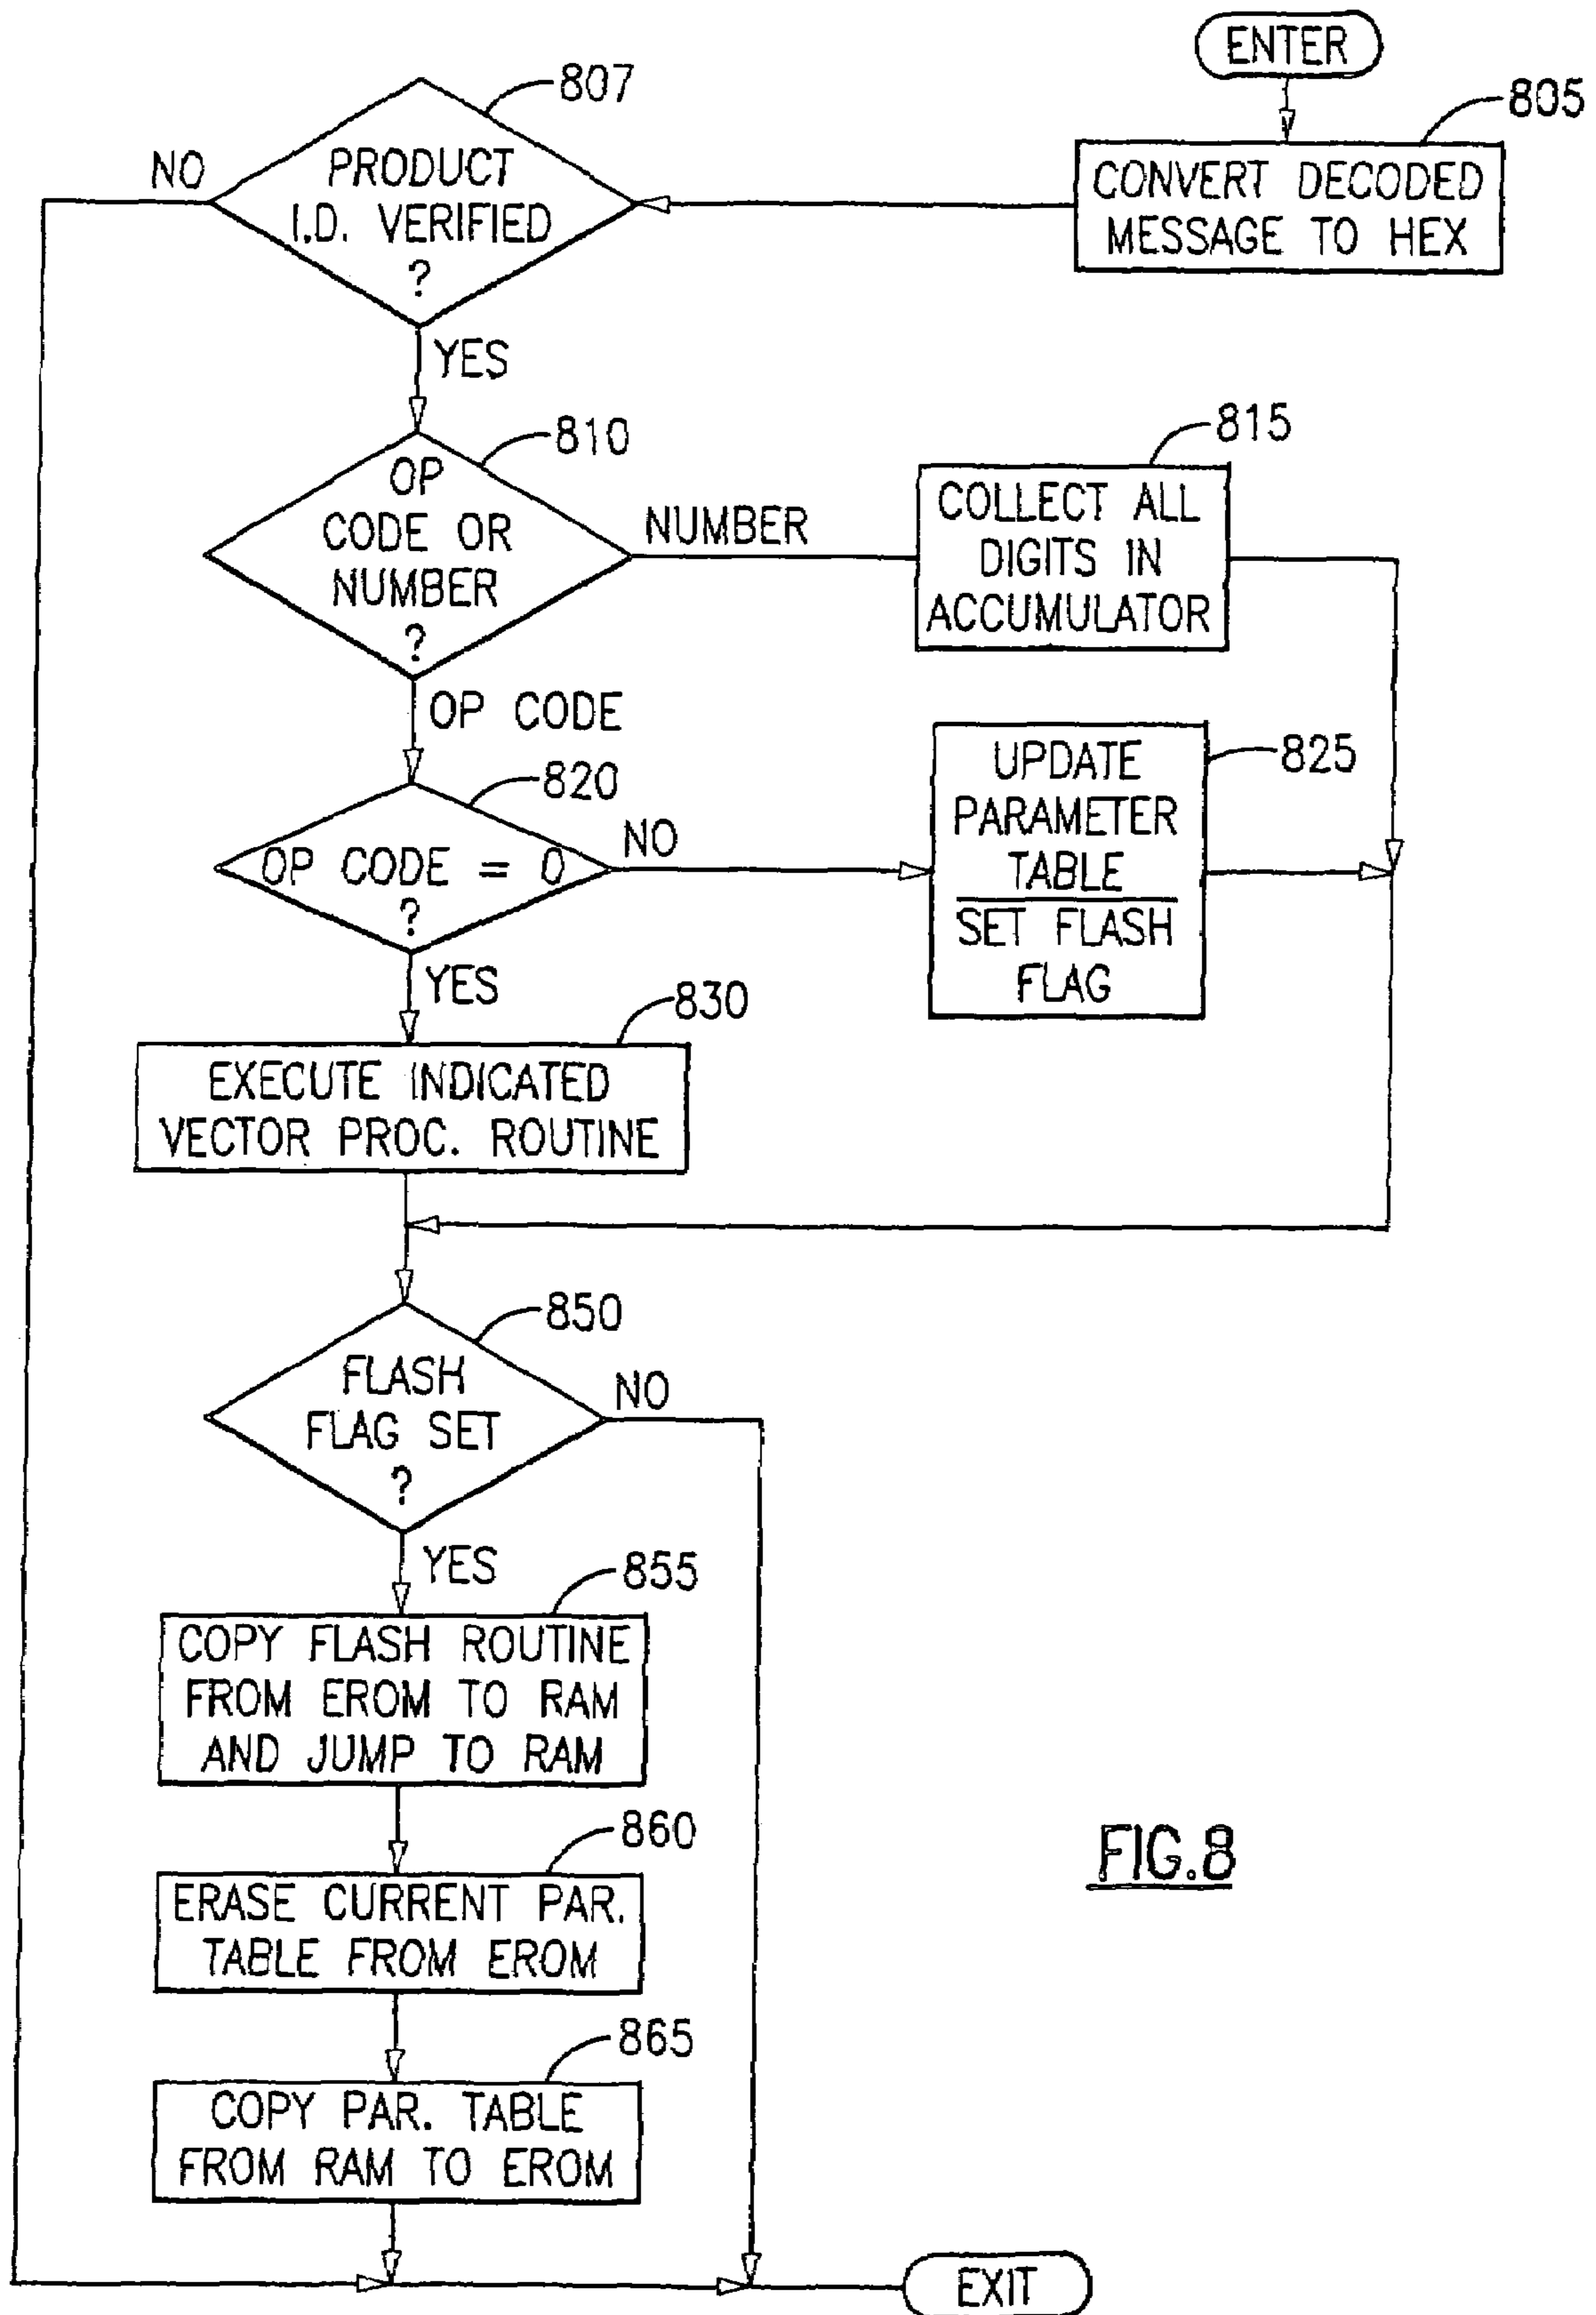 ENTER
805
CONVERT DECODED
MESSAGE TO HEX
807
PRODUCT
I.D. VERIFIED
?
NO
YES
810
OP
CODE OR
NUMBER
?
NUMBER
815
COLLECT ALL
DIGITS IN
ACCUMULATOR
OP CODE
820
OP CODE = 0
?
NO
825
UPDATE
PARAMETER
TABLE
SET FLASH
FLAG
YES
830
EXECUTE INDICATED
VECTOR PROC. ROUTINE
850
FLASH
FLAG SET
?
NO
YES
855
COPY FLASH ROUTINE
FROM EROM TO RAM
AND JUMP TO RAM
860
ERASE CURRENT PAR.
TABLE FROM EROM
865
COPY PAR. TABLE
FROM RAM TO EROM
EXIT
FIG.8